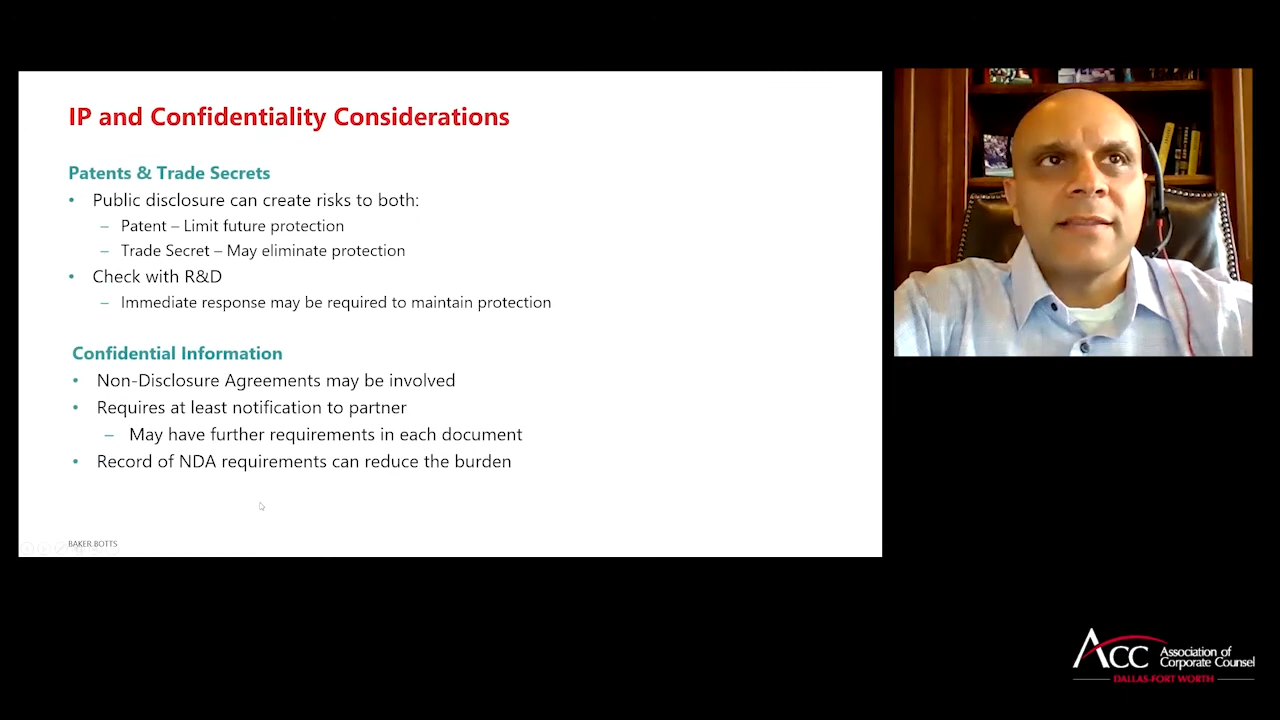 IP and Confidentiality Considerations
Patents & Trade Secrets
• Public disclosure can create risks to both:
– Patent – Limit future protection
– Trade Secret – May eliminate protection
• Check with R&D
– Immediate response may be required to maintain protection
Confidential Information
• Non-Disclosure Agreements may be involved
• Requires at least notification to partner
– May have further requirements in each document
• Record of NDA requirements can reduce the burden
BAKER BOTTS
ACC Association of
Corporate Counsel
DALLAS-FORT WORTH